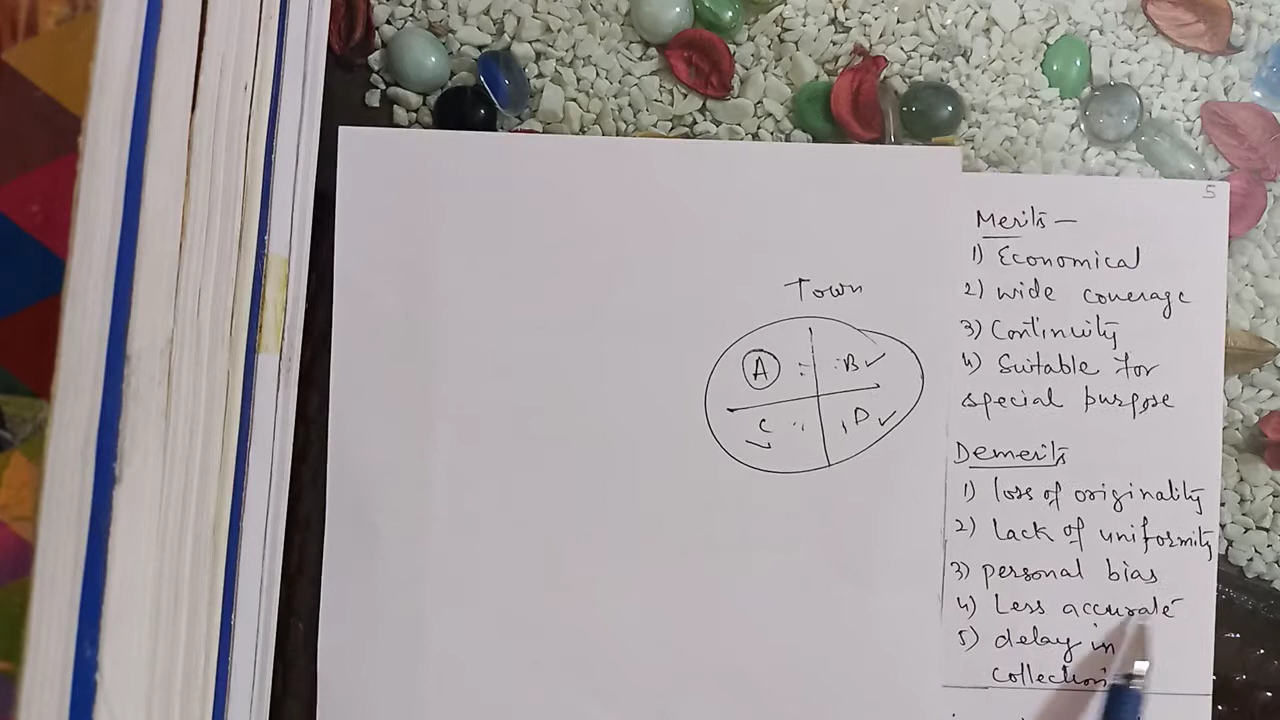 5
Merits —
1) Economical
2) wide coverage
3) Continuity
4) Suitable for
special purpose
Demerits
1) loss of originality
2) lack of uniformity
3) personal bias
4) Less accurate
5) delay in
collection
Town
A B
C D